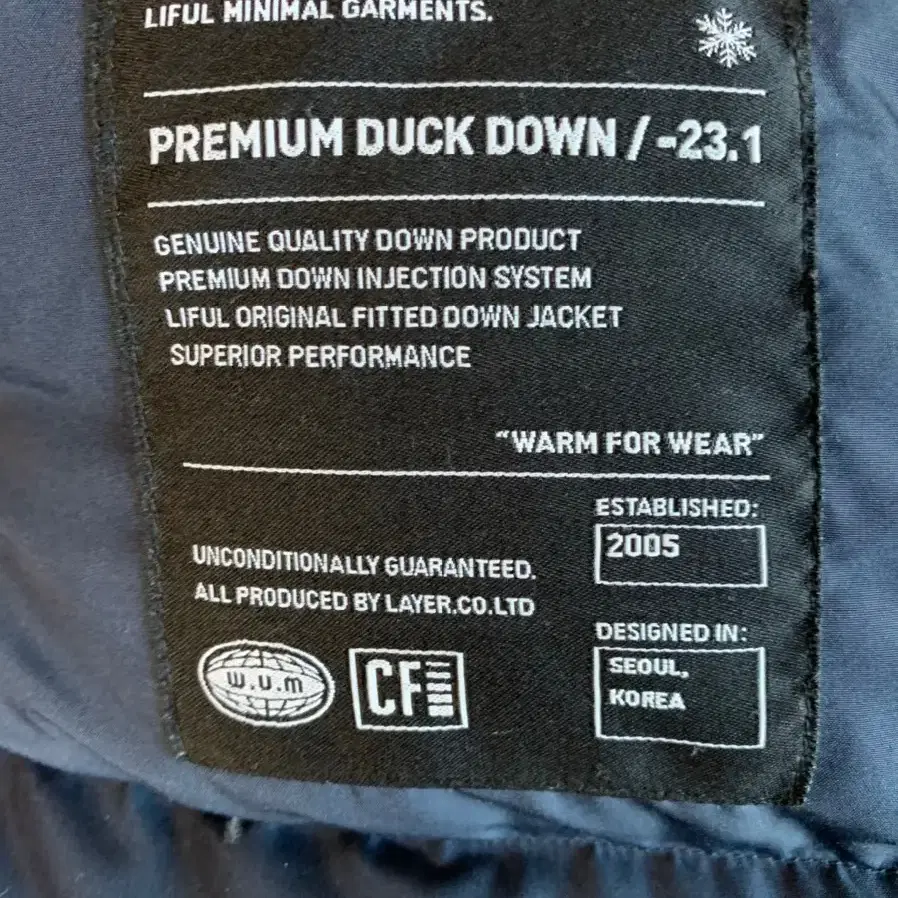 LIFUL MINIMAL GARMENTS.
PREMIUM DUCK DOWN / -23.1
GENUINE QUALITY DOWN PRODUCT
PREMIUM DOWN INJECTION SYSTEM
LIFUL ORIGINAL FITTED DOWN JACKET
SUPERIOR PERFORMANCE
"WARM FOR WEAR"
ESTABLISHED:
2005
UNCONDITIONALLY GUARANTEED.
ALL PRODUCED BY LAYER.CO.LTD
DESIGNED IN:
SEOUL,
KOREA
w.u.m
CF